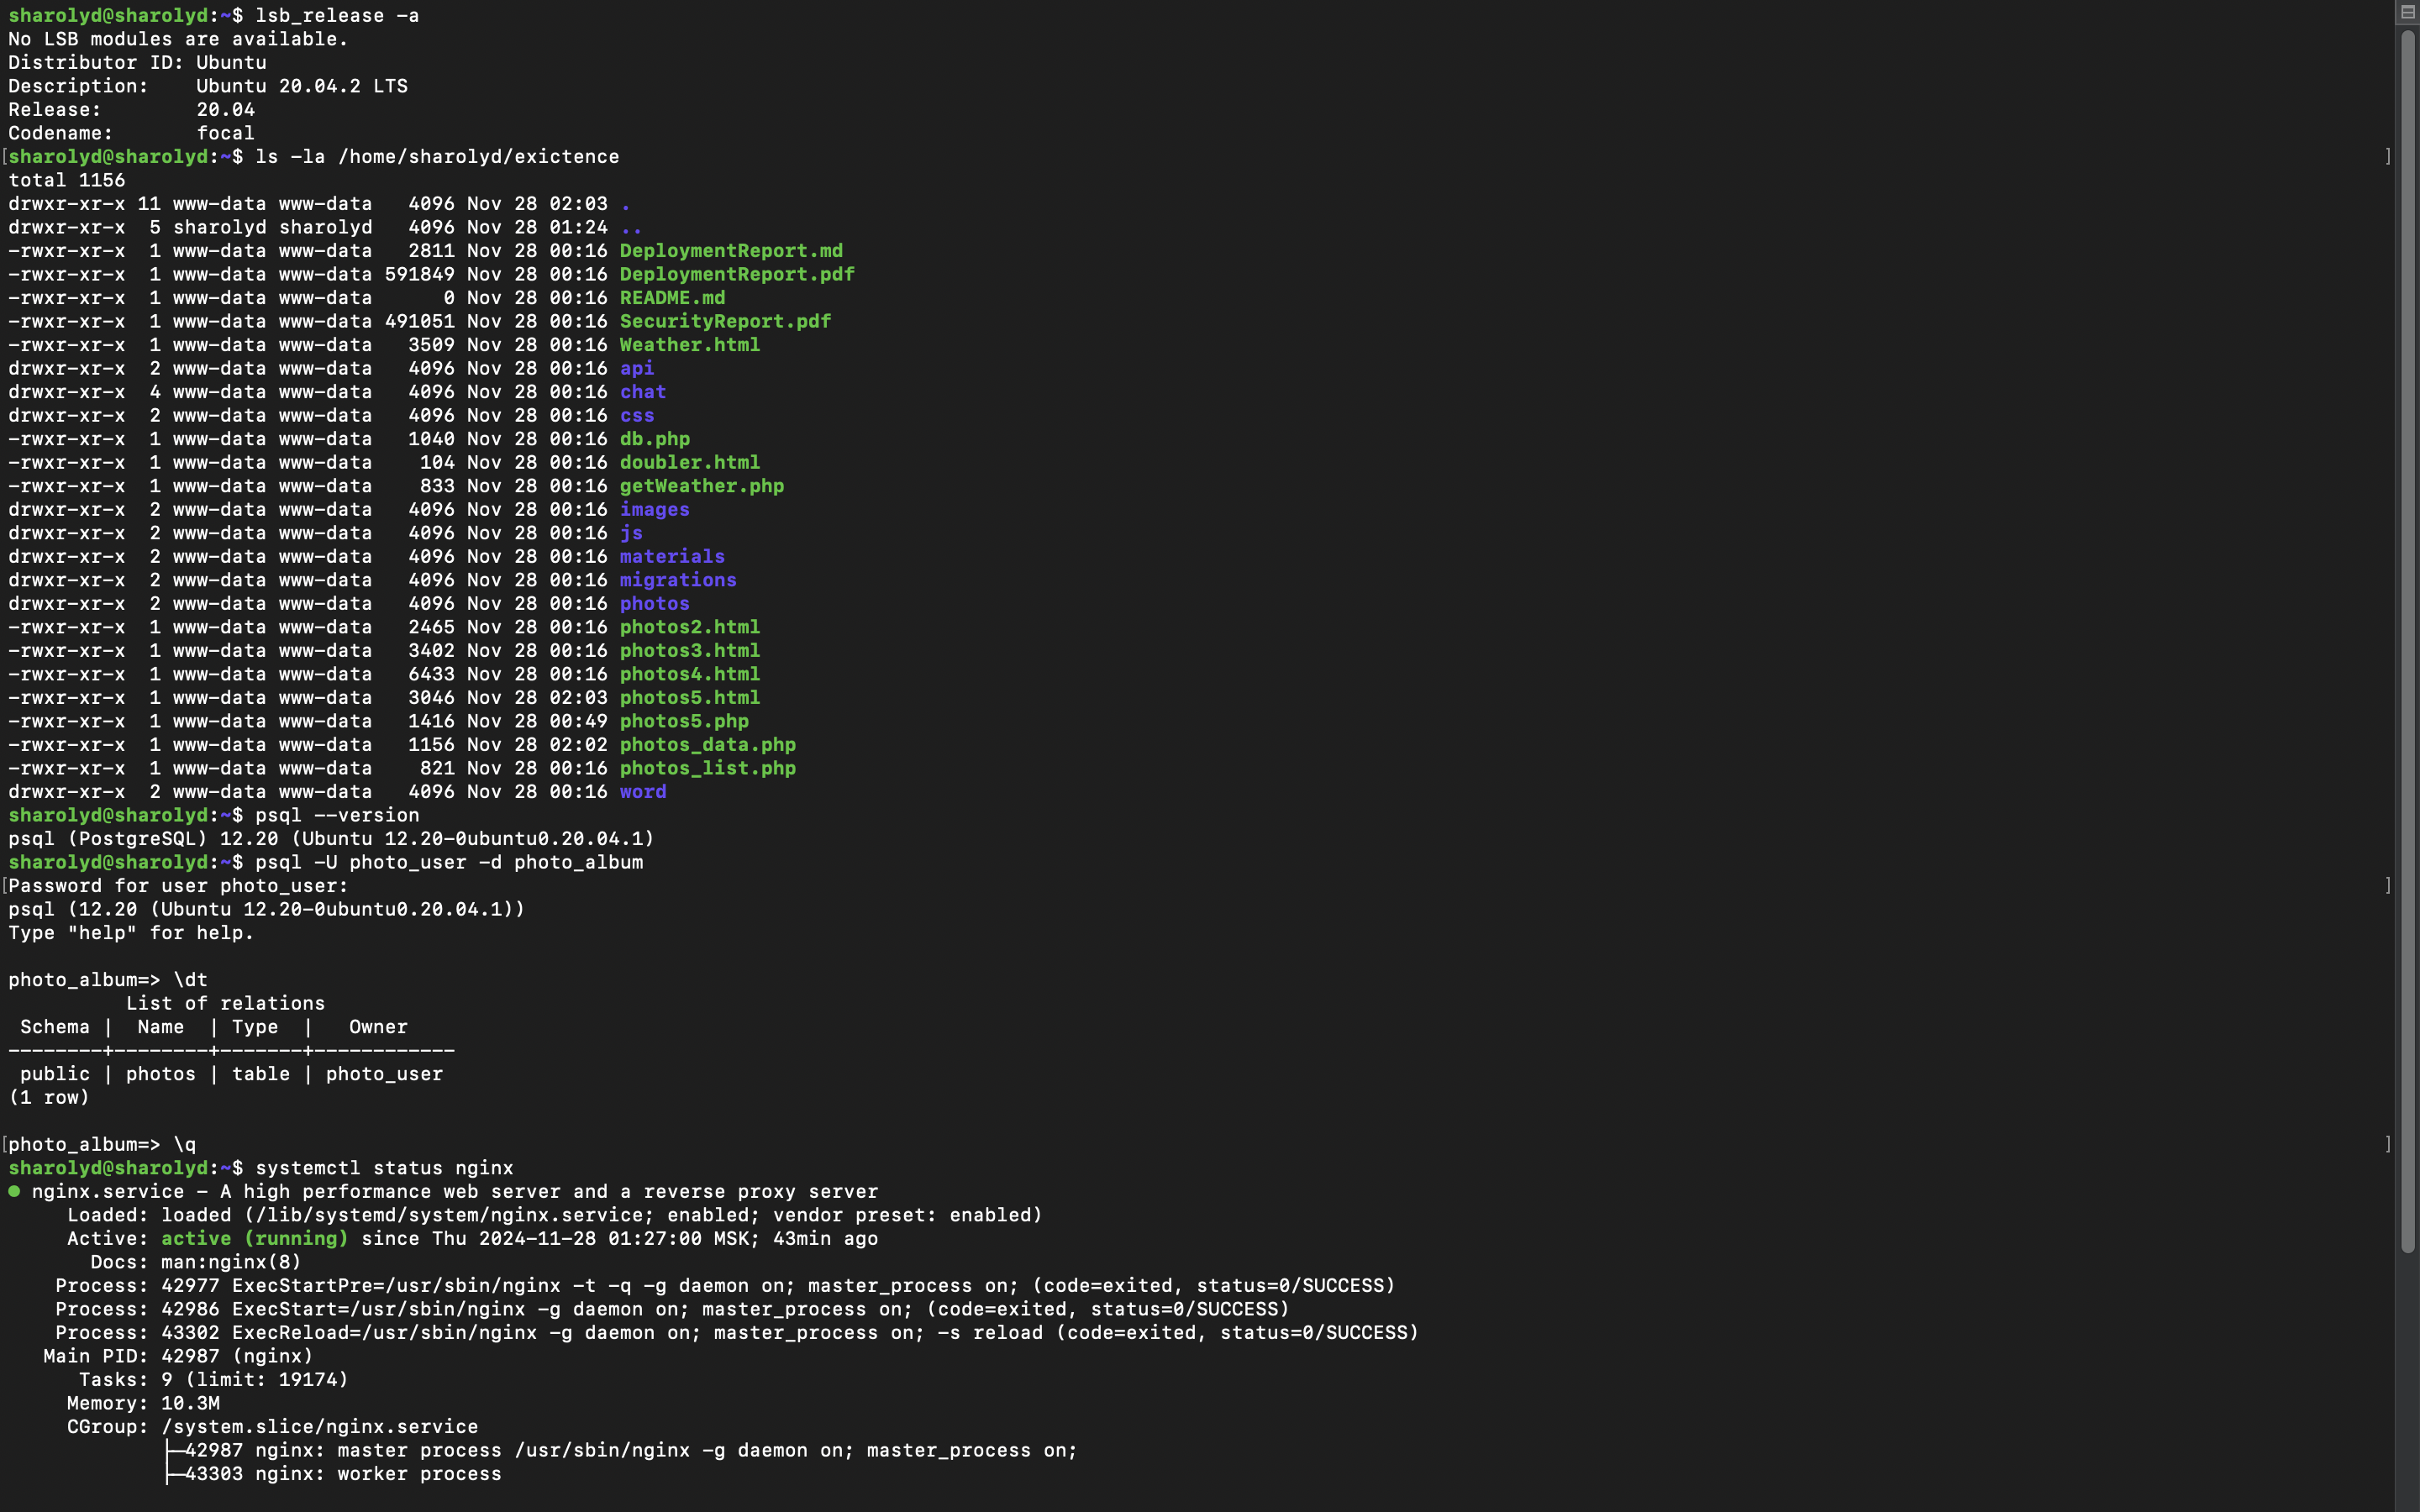 sharolyd@sharolyd:~$ lsb_release -a
No LSB modules are available.
Distributor ID: Ubuntu
Description:    Ubuntu 20.04.2 LTS
Release:        20.04
Codename:       focal
[sharolyd@sharolyd:~$ ls -la /home/sharolyd/exictence ]
total 1156
drwxr-xr-x 11 www-data www-data   4096 Nov 28 02:03 .
drwxr-xr-x  5 sharolyd sharolyd   4096 Nov 28 01:24 ..
-rwxr-xr-x  1 www-data www-data   2811 Nov 28 00:16 DeploymentReport.md
-rwxr-xr-x  1 www-data www-data 591849 Nov 28 00:16 DeploymentReport.pdf
-rwxr-xr-x  1 www-data www-data      0 Nov 28 00:16 README.md
-rwxr-xr-x  1 www-data www-data 491051 Nov 28 00:16 SecurityReport.pdf
-rwxr-xr-x  1 www-data www-data   3509 Nov 28 00:16 Weather.html
drwxr-xr-x  2 www-data www-data   4096 Nov 28 00:16 api
drwxr-xr-x  4 www-data www-data   4096 Nov 28 00:16 chat
drwxr-xr-x  2 www-data www-data   4096 Nov 28 00:16 css
-rwxr-xr-x  1 www-data www-data   1040 Nov 28 00:16 db.php
-rwxr-xr-x  1 www-data www-data    104 Nov 28 00:16 doubler.html
-rwxr-xr-x  1 www-data www-data    833 Nov 28 00:16 getWeather.php
drwxr-xr-x  2 www-data www-data   4096 Nov 28 00:16 images
drwxr-xr-x  2 www-data www-data   4096 Nov 28 00:16 js
drwxr-xr-x  2 www-data www-data   4096 Nov 28 00:16 materials
drwxr-xr-x  2 www-data www-data   4096 Nov 28 00:16 migrations
drwxr-xr-x  2 www-data www-data   4096 Nov 28 00:16 photos
-rwxr-xr-x  1 www-data www-data   2465 Nov 28 00:16 photos2.html
-rwxr-xr-x  1 www-data www-data   3402 Nov 28 00:16 photos3.html
-rwxr-xr-x  1 www-data www-data   6433 Nov 28 00:16 photos4.html
-rwxr-xr-x  1 www-data www-data   3046 Nov 28 02:03 photos5.html
-rwxr-xr-x  1 www-data www-data   1416 Nov 28 00:49 photos5.php
-rwxr-xr-x  1 www-data www-data   1156 Nov 28 02:02 photos_data.php
-rwxr-xr-x  1 www-data www-data    821 Nov 28 00:16 photos_list.php
drwxr-xr-x  2 www-data www-data   4096 Nov 28 00:16 word
sharolyd@sharolyd:~$ psql --version
psql (PostgreSQL) 12.20 (Ubuntu 12.20-0ubuntu0.20.04.1)
sharolyd@sharolyd:~$ psql -U photo_user -d photo_album
[Password for user photo_user: ]
psql (12.20 (Ubuntu 12.20-0ubuntu0.20.04.1))
Type "help" for help.
photo_album=> \dt
          List of relations
 Schema |  Name  | Type  |   Owner
--------+--------+-------+------------
 public | photos | table | photo_user
(1 row)
[photo_album=> \q ]
sharolyd@sharolyd:~$ systemctl status nginx
● nginx.service - A high performance web server and a reverse proxy server
     Loaded: loaded (/lib/systemd/system/nginx.service; enabled; vendor preset: enabled)
     Active: active (running) since Thu 2024-11-28 01:27:00 MSK; 43min ago
       Docs: man:nginx(8)
    Process: 42977 ExecStartPre=/usr/sbin/nginx -t -q -g daemon on; master_process on; (code=exited, status=0/SUCCESS)
    Process: 42986 ExecStart=/usr/sbin/nginx -g daemon on; master_process on; (code=exited, status=0/SUCCESS)
    Process: 43302 ExecReload=/usr/sbin/nginx -g daemon on; master_process on; -s reload (code=exited, status=0/SUCCESS)
   Main PID: 42987 (nginx)
      Tasks: 9 (limit: 19174)
     Memory: 10.3M
     CGroup: /system.slice/nginx.service
             ├─42987 nginx: master process /usr/sbin/nginx -g daemon on; master_process on;
             ├─43303 nginx: worker process